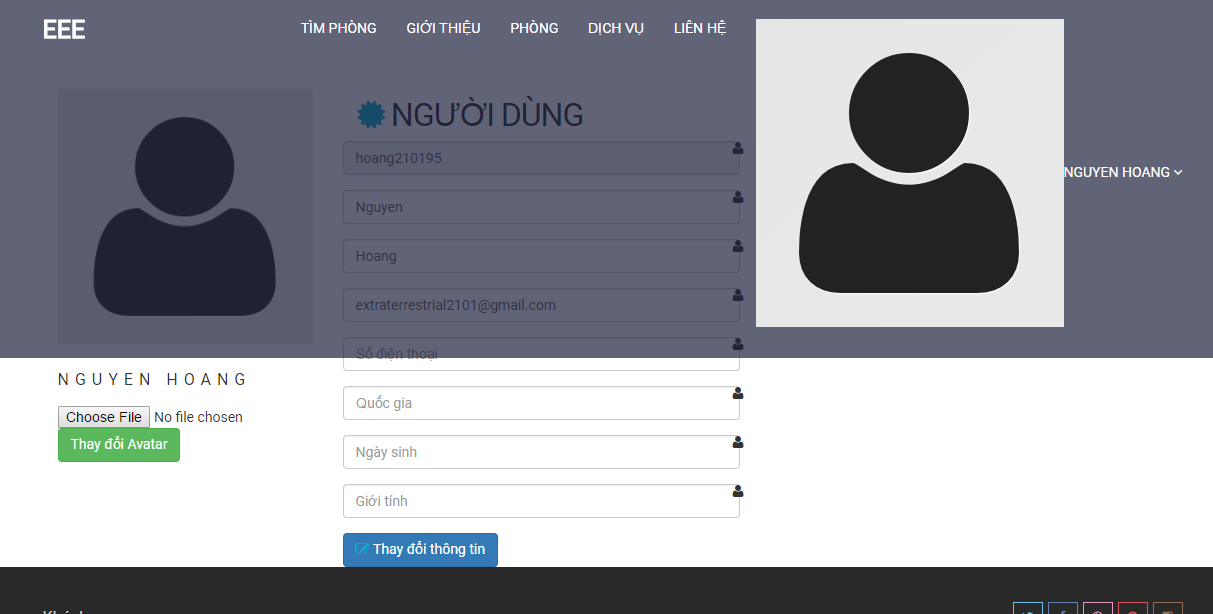 EEE
TÌM PHÒNG
GIỚI THIỆU
PHÒNG
DỊCH VỤ
LIÊN HỆ
NGUYEN HOANG
NGƯỜI DÙNG
hoang210195
Nguyen
Hoang
extraterrestrial2101@gmail.com
Số điện thoại
Quốc gia
Ngày sinh
Giới tính
Thay đổi thông tin
NGUYEN HOANG
Choose File No file chosen
Thay đổi Avatar